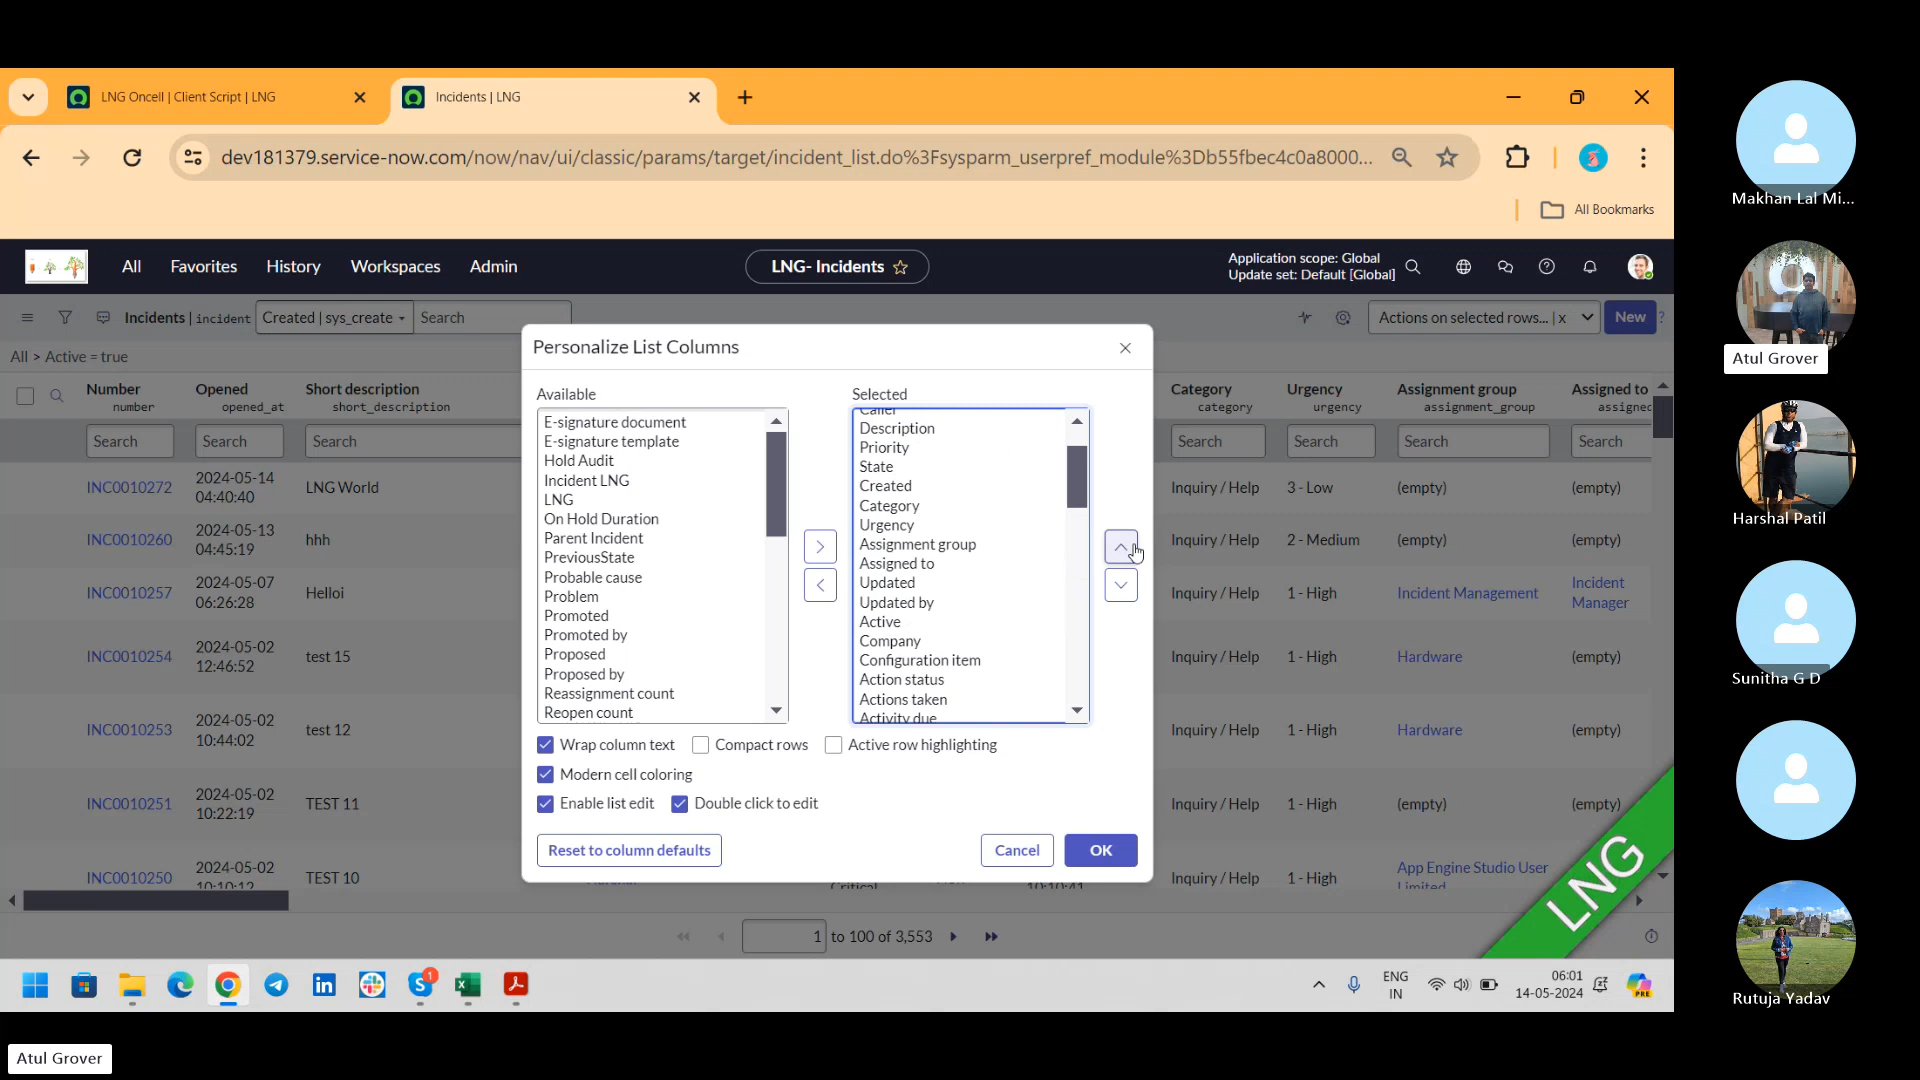 LNG Oncell | Client Script | LNG
Incidents | LNG
dev181379.service-now.com/now/nav/ui/classic/params/target/incident_list.do%3Fsysparm_userpref_module%3Db55fbec4c0a8000...
All Bookmarks
All
Favorites
History
Workspaces
Admin
LNG- Incidents
Application scope: Global
Update set: Default [Global]
Incidents | incident
Created | sys_create
Search
Actions on selected rows... | x
New
?
All > Active = true
Number
number
Opened
opened_at
Short description
short_description
Category
category
Urgency
urgency
Assignment group
assignment_group
Assigned to
assigned
Search
Search
Search
Search
Search
Search
Search
INC0010272
2024-05-14
04:40:40
LNG World
Inquiry / Help
3 - Low
(empty)
(empty)
INC0010260
2024-05-13
04:45:19
hhh
Inquiry / Help
2 - Medium
(empty)
(empty)
INC0010257
2024-05-07
06:26:28
Helloi
Inquiry / Help
1 - High
Incident Management
Incident
Manager
INC0010254
2024-05-02
12:46:52
test 15
Inquiry / Help
1 - High
Hardware
(empty)
INC0010253
2024-05-02
10:44:02
test 12
Inquiry / Help
1 - High
Hardware
(empty)
INC0010251
2024-05-02
10:22:19
TEST 11
Inquiry / Help
1 - High
(empty)
(empty)
INC0010250
2024-05-02
10:10:12
TEST 10
Critical
10:10:41
Inquiry / Help
1 - High
App Engine Studio User
Limited
Personalize List Columns
Available
E-signature document
E-signature template
Hold Audit
Incident LNG
LNG
On Hold Duration
Parent Incident
PreviousState
Probable cause
Problem
Promoted
Promoted by
Proposed
Proposed by
Reassignment count
Reopen count
Selected
Caller
Description
Priority
State
Created
Category
Urgency
Assignment group
Assigned to
Updated
Updated by
Active
Company
Configuration item
Action status
Actions taken
Activity due
Wrap column text
Compact rows
Active row highlighting
Modern cell coloring
Enable list edit
Double click to edit
Reset to column defaults
Cancel
OK
1 to 100 of 3,553
LNG
1
ENG
IN
06:01
14-05-2024
PRE
Makhan Lal Mi...
Atul Grover
Harshal Patil
Sunitha G D
Rutuja Yadav
Atul Grover